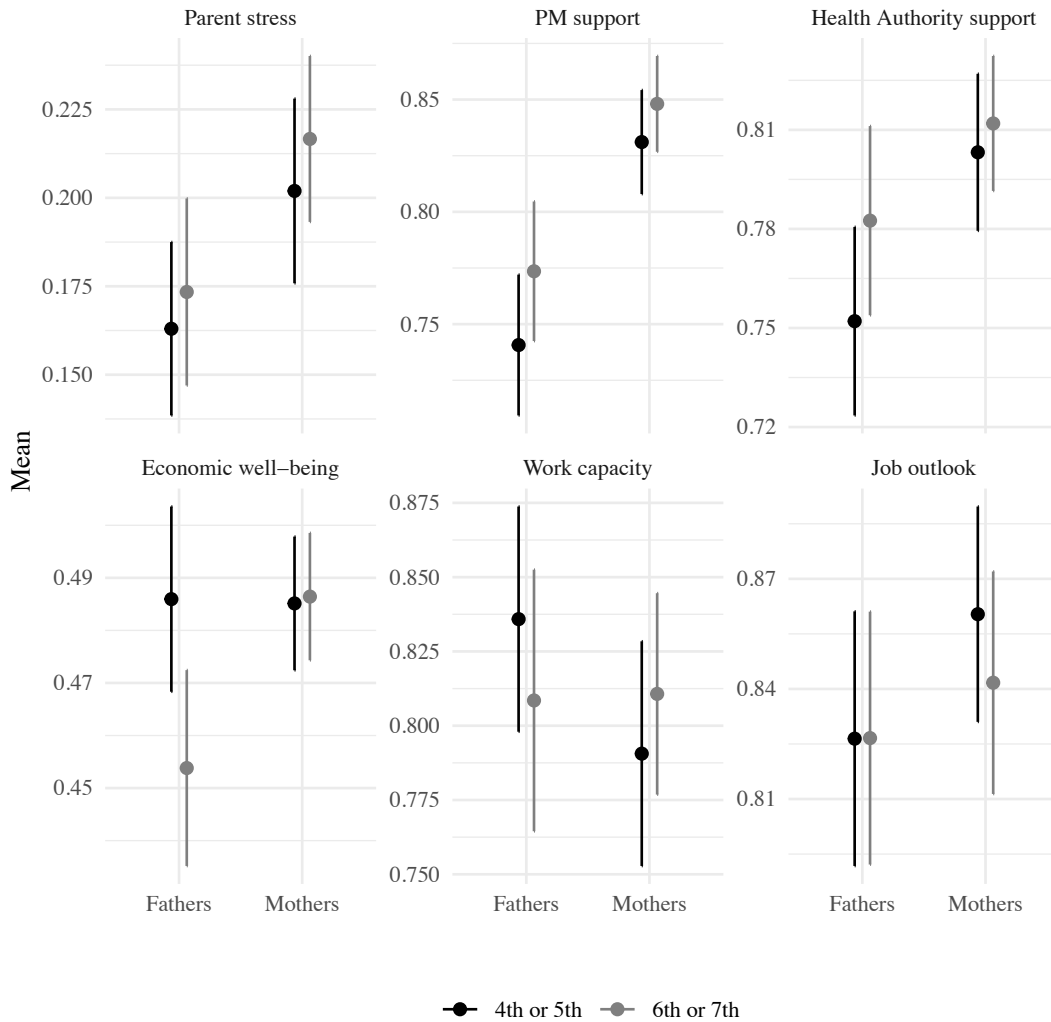 Parent stress
PM support
Health Authority support
0.225
0.200
0.175
0.150
0.85
0.80
0.75
0.81
0.78
0.75
0.72
Mean
Economic well−being
Work capacity
Job outlook
0.49
0.47
0.45
0.875
0.850
0.825
0.800
0.775
0.750
0.87
0.84
0.81
Fathers Mothers
Fathers Mothers
Fathers Mothers
4th or 5th 6th or 7th